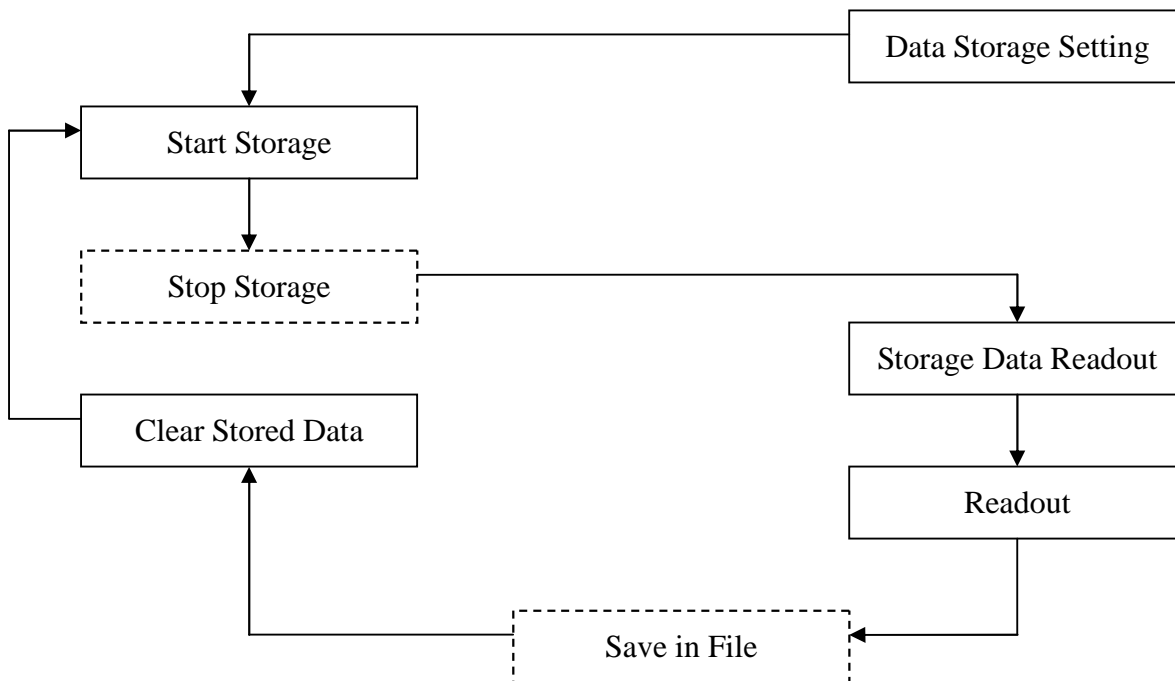 Data Storage Setting
Start Storage
Stop Storage
Storage Data Readout
Clear Stored Data
Readout
Save in File